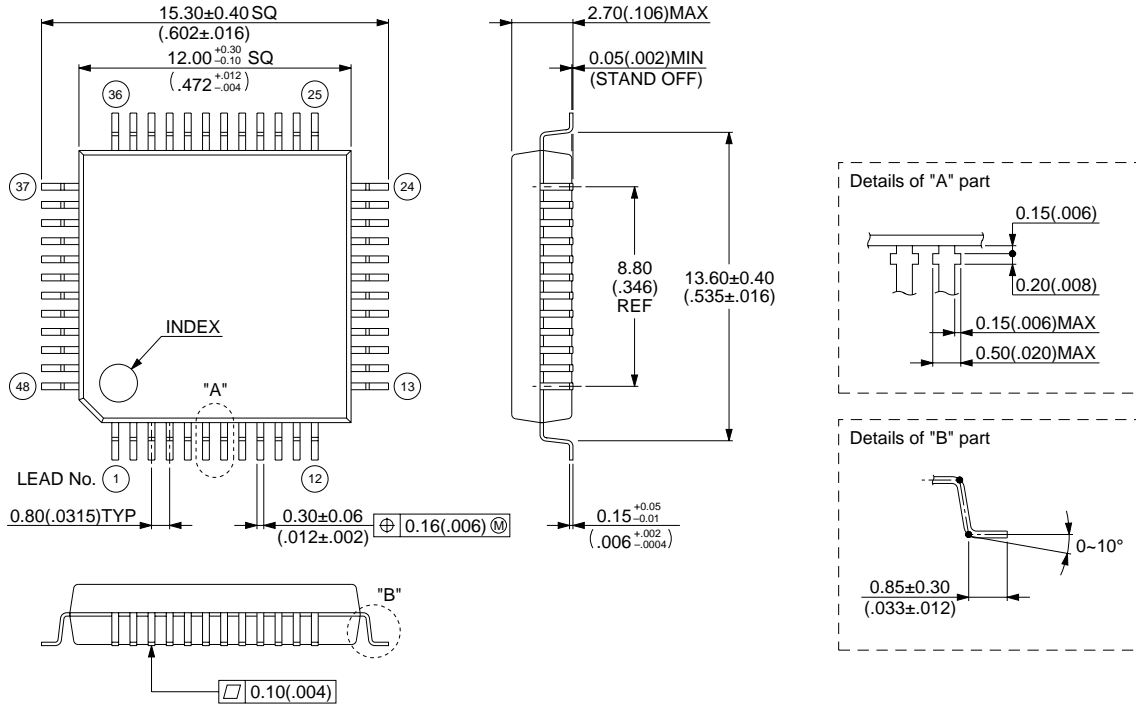 15.30±0.40 SQ
(.602±.016)
12.00 +0.30 –0.10 SQ
(.472 +.012 –.004)
36
25
37
24
INDEX
48
"A"
13
LEAD No.
1
12
0.80(.0315)TYP
0.30±0.06
(.012±.002)
⌖ 0.16(.006) Ⓜ
2.70(.106)MAX
0.05(.002)MIN
(STAND OFF)
8.80
(.346)
REF
13.60±0.40
(.535±.016)
0.15 +0.05 –0.01
(.006 +.002 –.0004)
"B"
⏥ 0.10(.004)
Details of "A" part
0.15(.006)
0.20(.008)
0.15(.006)MAX
0.50(.020)MAX
Details of "B" part
0~10°
0.85±0.30
(.033±.012)